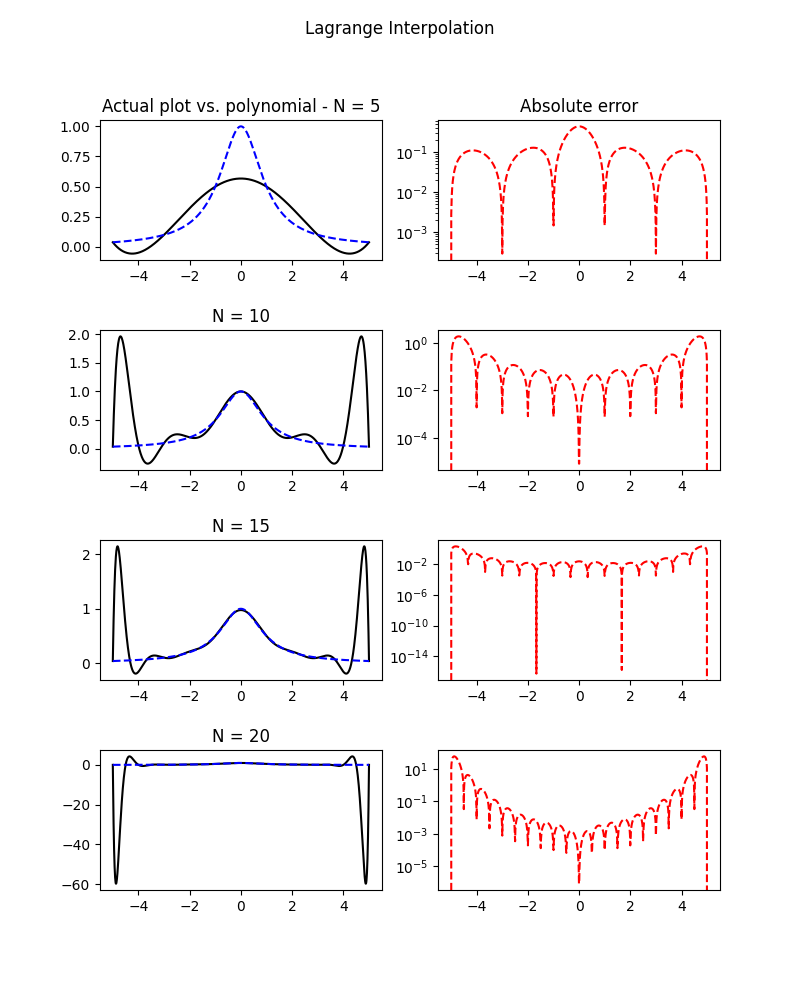 Lagrange Interpolation
Actual plot vs. polynomial - N = 5
1.00
0.75
0.50
0.25
0.00
−4 −2 0 2 4
Absolute error
10⁻¹
10⁻²
10⁻³
−4 −2 0 2 4
N = 10
2.0
1.5
1.0
0.5
0.0
−4 −2 0 2 4
10⁰
10⁻²
10⁻⁴
−4 −2 0 2 4
N = 15
2
1
0
−4 −2 0 2 4
10⁻²
10⁻⁶
10⁻¹⁰
10⁻¹⁴
−4 −2 0 2 4
N = 20
0
−20
−40
−60
−4 −2 0 2 4
10¹
10⁻¹
10⁻³
10⁻⁵
−4 −2 0 2 4